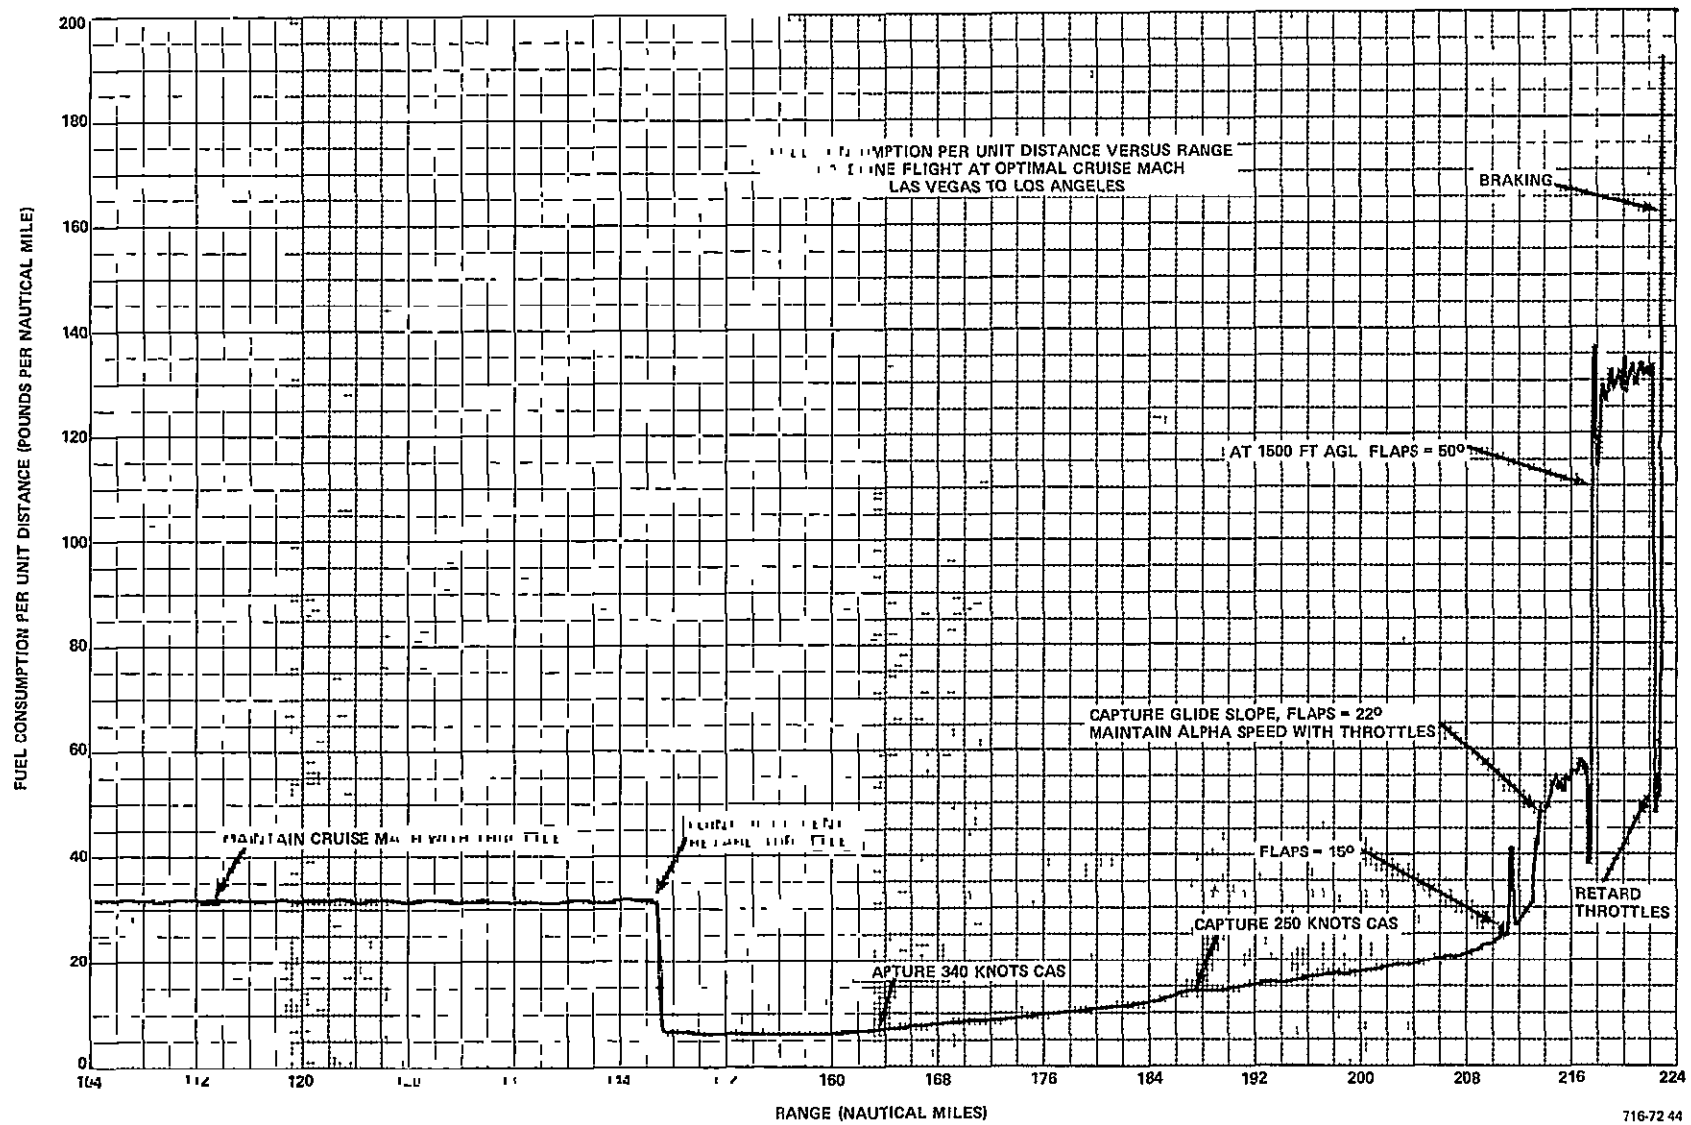 FUEL CONSUMPTION PER UNIT DISTANCE (POUNDS PER NAUTICAL MILE)
200
180
160
140
120
100
80
60
40
20
0
MPTION PER UNIT DISTANCE VERSUS RANGE
FLIGHT AT OPTIMAL CRUISE MACH
LAS VEGAS TO LOS ANGELES
BRAKING
AT 1500 FT AGL FLAPS = 50º
CAPTURE GLIDE SLOPE, FLAPS = 22º
MAINTAIN ALPHA SPEED WITH THROTTLES
MAINTAIN CRUISE
FLAPS = 15º
RETARD
THROTTLES
CAPTURE 250 KNOTS CAS
APTURE 340 KNOTS CAS
104 120 160 168 176 184 192 200 208 216 224
RANGE (NAUTICAL MILES)
716-72 44